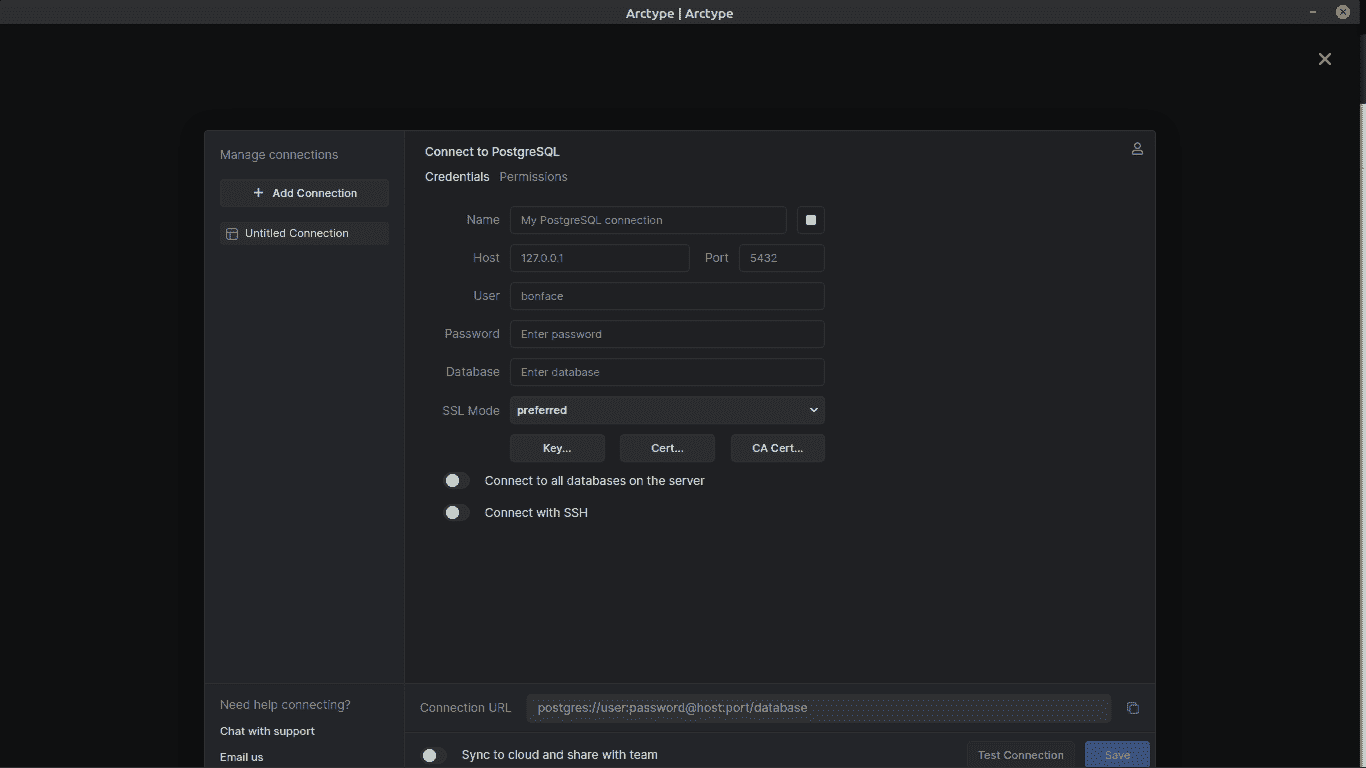 Arctype | Arctype
Manage connections
Add Connection
Untitled Connection
Connect to PostgreSQL
Credentials Permissions
Name My PostgreSQL connection
Host 127.0.0.1 Port 5432
User bonface
Password Enter password
Database Enter database
SSL Mode preferred
Key... Cert... CA Cert...
Connect to all databases on the server
Connect with SSH
Need help connecting?
Chat with support
Email us
Connection URL postgres://user:password@host:port/database
Sync to cloud and share with team Test Connection Save